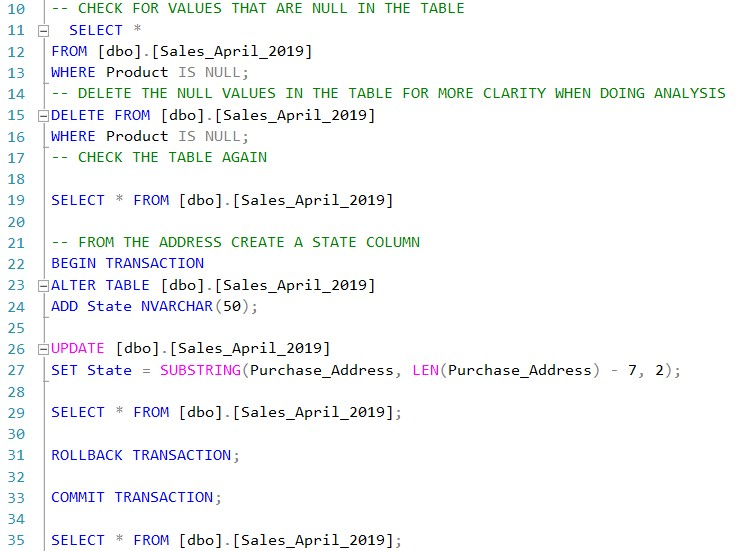 10 -- CHECK FOR VALUES THAT ARE NULL IN THE TABLE
11 SELECT *
12 FROM [dbo].[Sales_April_2019]
13 WHERE Product IS NULL;
14 -- DELETE THE NULL VALUES IN THE TABLE FOR MORE CLARITY WHEN DOING ANALYSIS
15 DELETE FROM [dbo].[Sales_April_2019]
16 WHERE Product IS NULL;
17 -- CHECK THE TABLE AGAIN
18
19 SELECT * FROM [dbo].[Sales_April_2019]
20
21 -- FROM THE ADDRESS CREATE A STATE COLUMN
22 BEGIN TRANSACTION
23 ALTER TABLE [dbo].[Sales_April_2019]
24 ADD State NVARCHAR(50);
25
26 UPDATE [dbo].[Sales_April_2019]
27 SET State = SUBSTRING(Purchase_Address, LEN(Purchase_Address) - 7, 2);
28
29 SELECT * FROM [dbo].[Sales_April_2019];
30
31 ROLLBACK TRANSACTION;
32
33 COMMIT TRANSACTION;
34
35 SELECT * FROM [dbo].[Sales_April_2019];